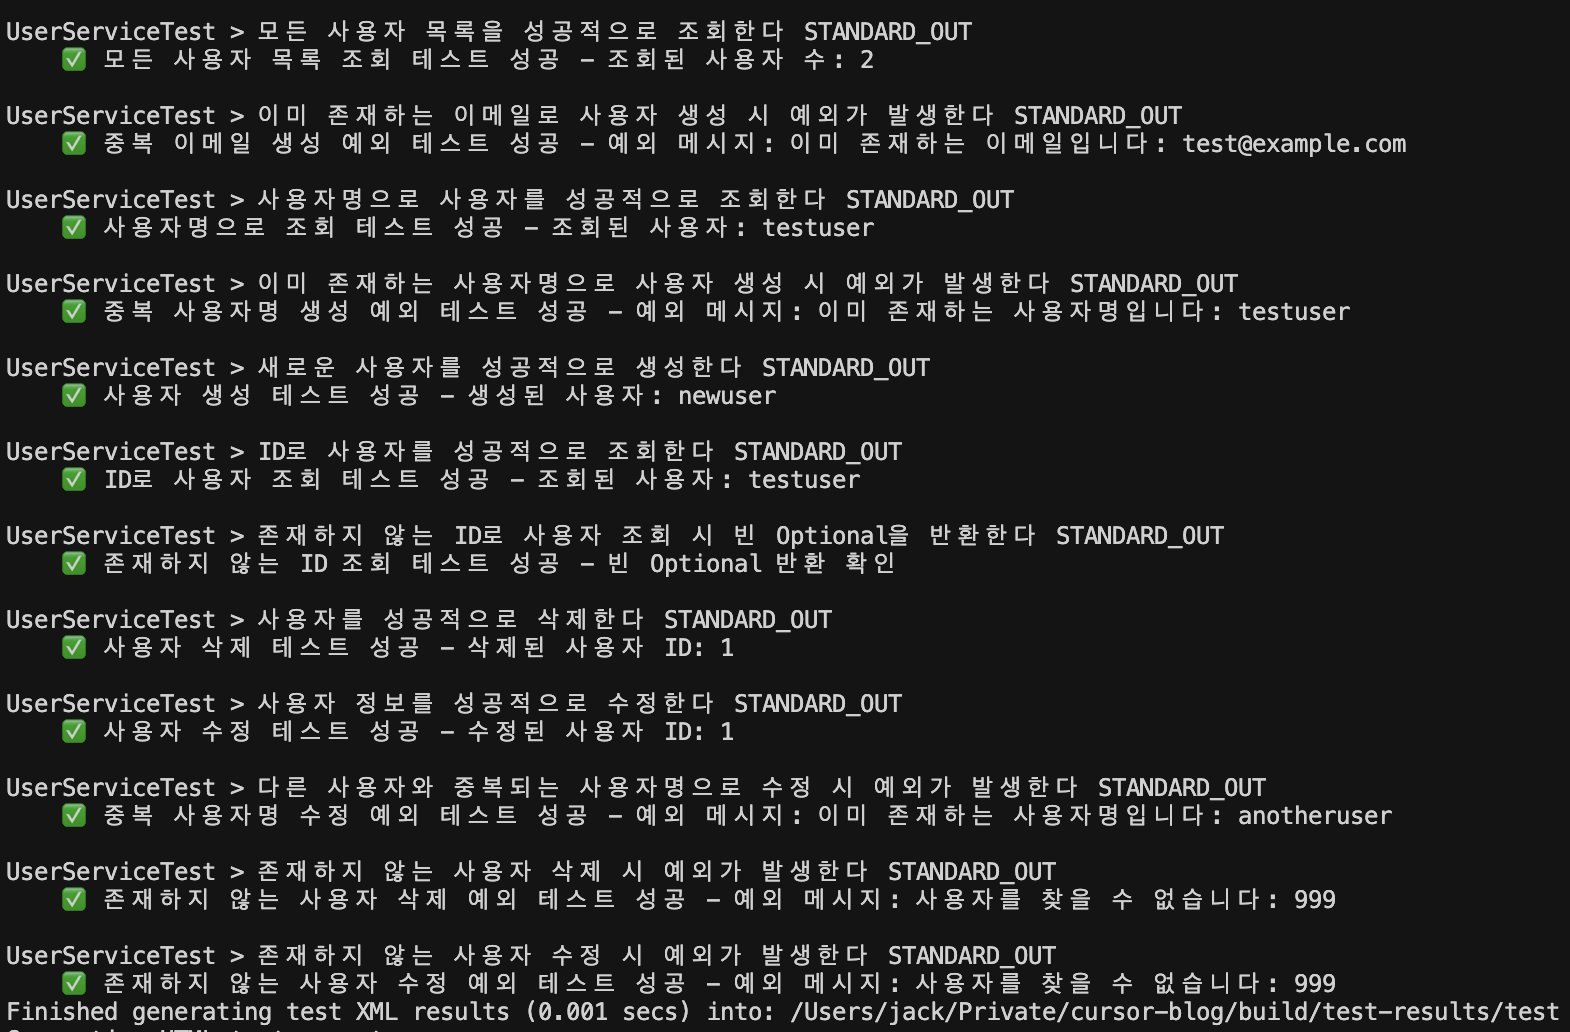 UserServiceTest > 모든 사용자 목록을 성공적으로 조회한다 STANDARD_OUT
✅ 모든 사용자 목록 조회 테스트 성공 - 조회된 사용자 수: 2
UserServiceTest > 이미 존재하는 이메일로 사용자 생성 시 예외가 발생한다 STANDARD_OUT
✅ 중복 이메일 생성 예외 테스트 성공 - 예외 메시지: 이미 존재하는 이메일입니다: test@example.com
UserServiceTest > 사용자명으로 사용자를 성공적으로 조회한다 STANDARD_OUT
✅ 사용자명으로 조회 테스트 성공 - 조회된 사용자: testuser
UserServiceTest > 이미 존재하는 사용자명으로 사용자 생성 시 예외가 발생한다 STANDARD_OUT
✅ 중복 사용자명 생성 예외 테스트 성공 - 예외 메시지: 이미 존재하는 사용자명입니다: testuser
UserServiceTest > 새로운 사용자를 성공적으로 생성한다 STANDARD_OUT
✅ 사용자 생성 테스트 성공 - 생성된 사용자: newuser
UserServiceTest > ID로 사용자를 성공적으로 조회한다 STANDARD_OUT
✅ ID로 사용자 조회 테스트 성공 - 조회된 사용자: testuser
UserServiceTest > 존재하지 않는 ID로 사용자 조회 시 빈 Optional을 반환한다 STANDARD_OUT
✅ 존재하지 않는 ID 조회 테스트 성공 - 빈 Optional 반환 확인
UserServiceTest > 사용자를 성공적으로 삭제한다 STANDARD_OUT
✅ 사용자 삭제 테스트 성공 - 삭제된 사용자 ID: 1
UserServiceTest > 사용자 정보를 성공적으로 수정한다 STANDARD_OUT
✅ 사용자 수정 테스트 성공 - 수정된 사용자 ID: 1
UserServiceTest > 다른 사용자와 중복되는 사용자명으로 수정 시 예외가 발생한다 STANDARD_OUT
✅ 중복 사용자명 수정 예외 테스트 성공 - 예외 메시지: 이미 존재하는 사용자명입니다: anotheruser
UserServiceTest > 존재하지 않는 사용자 삭제 시 예외가 발생한다 STANDARD_OUT
✅ 존재하지 않는 사용자 삭제 예외 테스트 성공 - 예외 메시지: 사용자를 찾을 수 없습니다: 999
UserServiceTest > 존재하지 않는 사용자 수정 시 예외가 발생한다 STANDARD_OUT
✅ 존재하지 않는 사용자 수정 예외 테스트 성공 - 예외 메시지: 사용자를 찾을 수 없습니다: 999
Finished generating test XML results (0.001 secs) into: /Users/jack/Private/cursor-blog/build/test-results/test